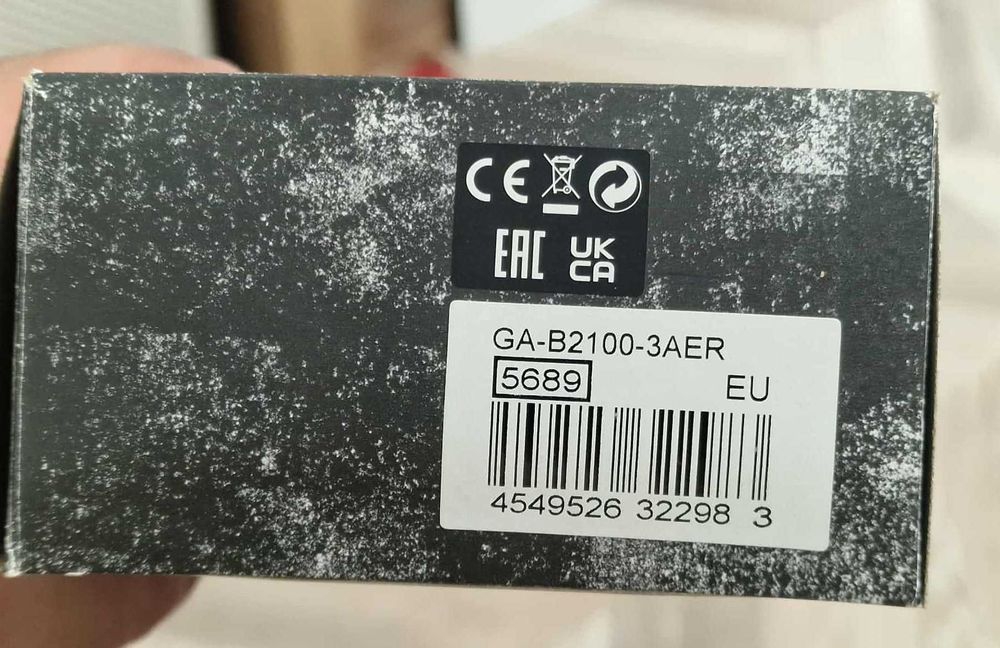 CE
EAC
UK
CA
GA-B2100-3AER
5689
EU
4549526 32298 3